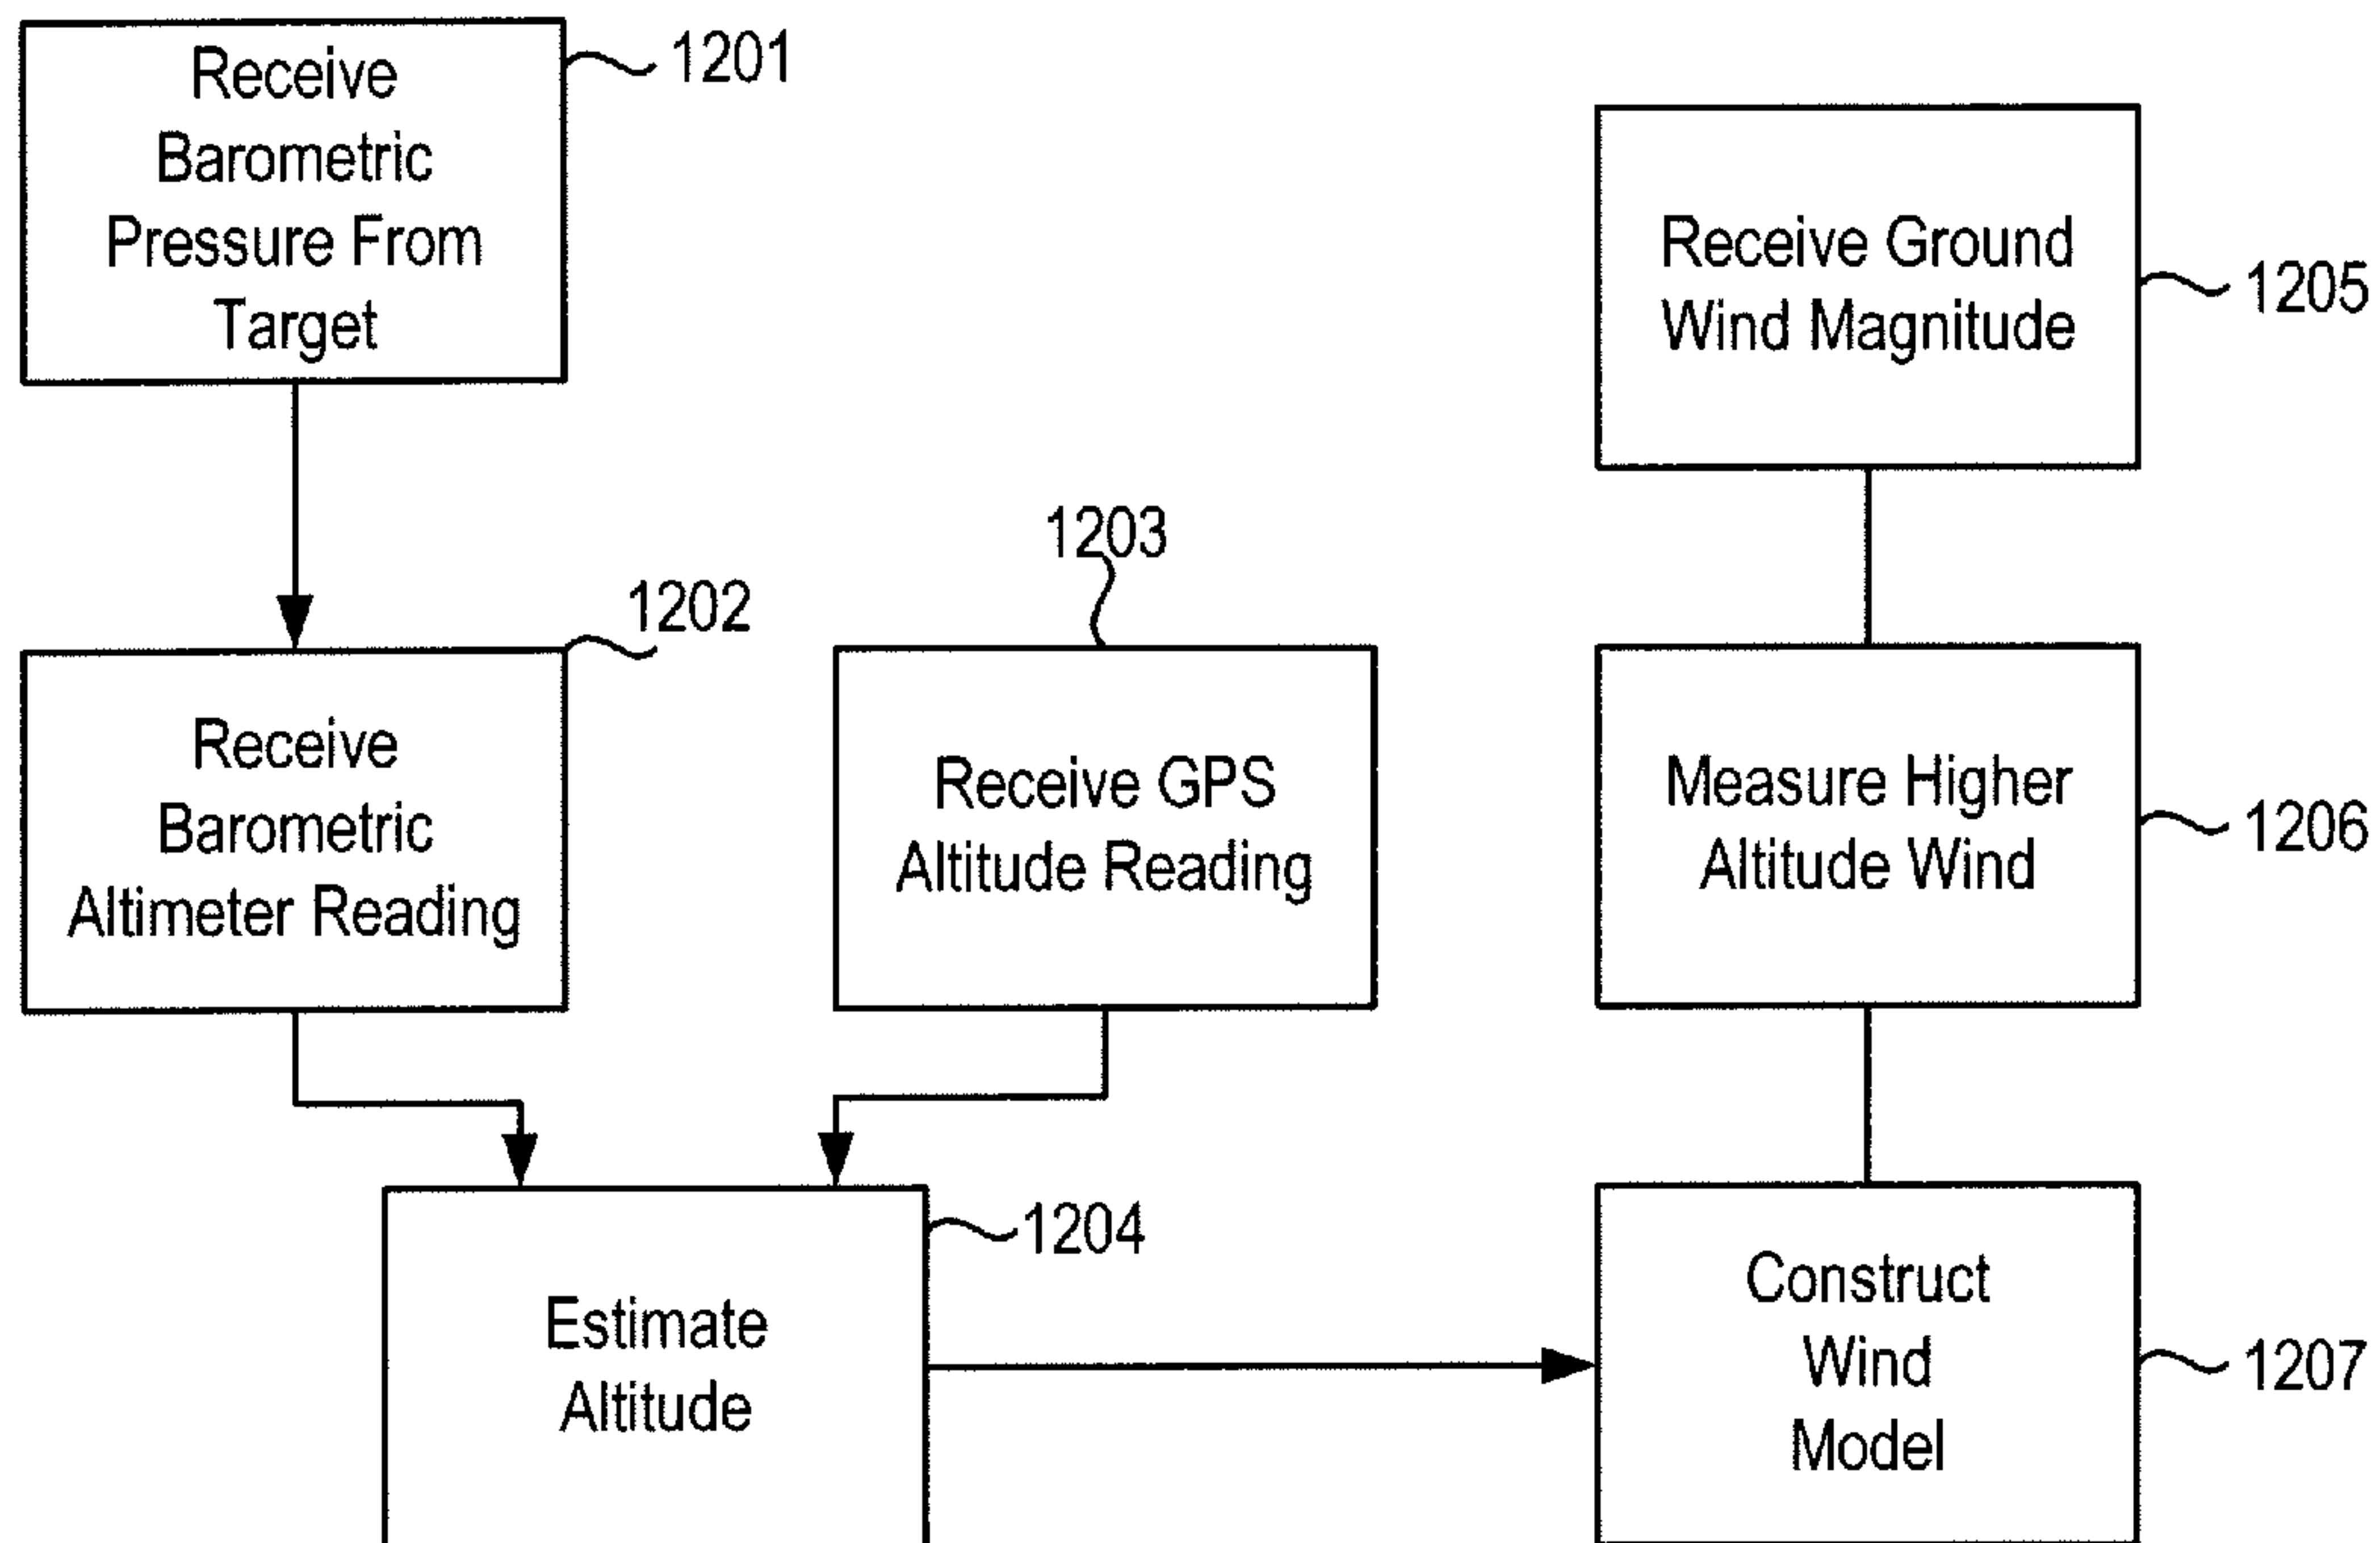 Receive
Barometric
Pressure From
Target
1201
Receive Ground
Wind Magnitude
1205
1202
Receive
Barometric
Altimeter Reading
1203
Receive GPS
Altitude Reading
Measure Higher
Altitude Wind
1206
1204
Estimate
Altitude
Construct
Wind
Model
1207